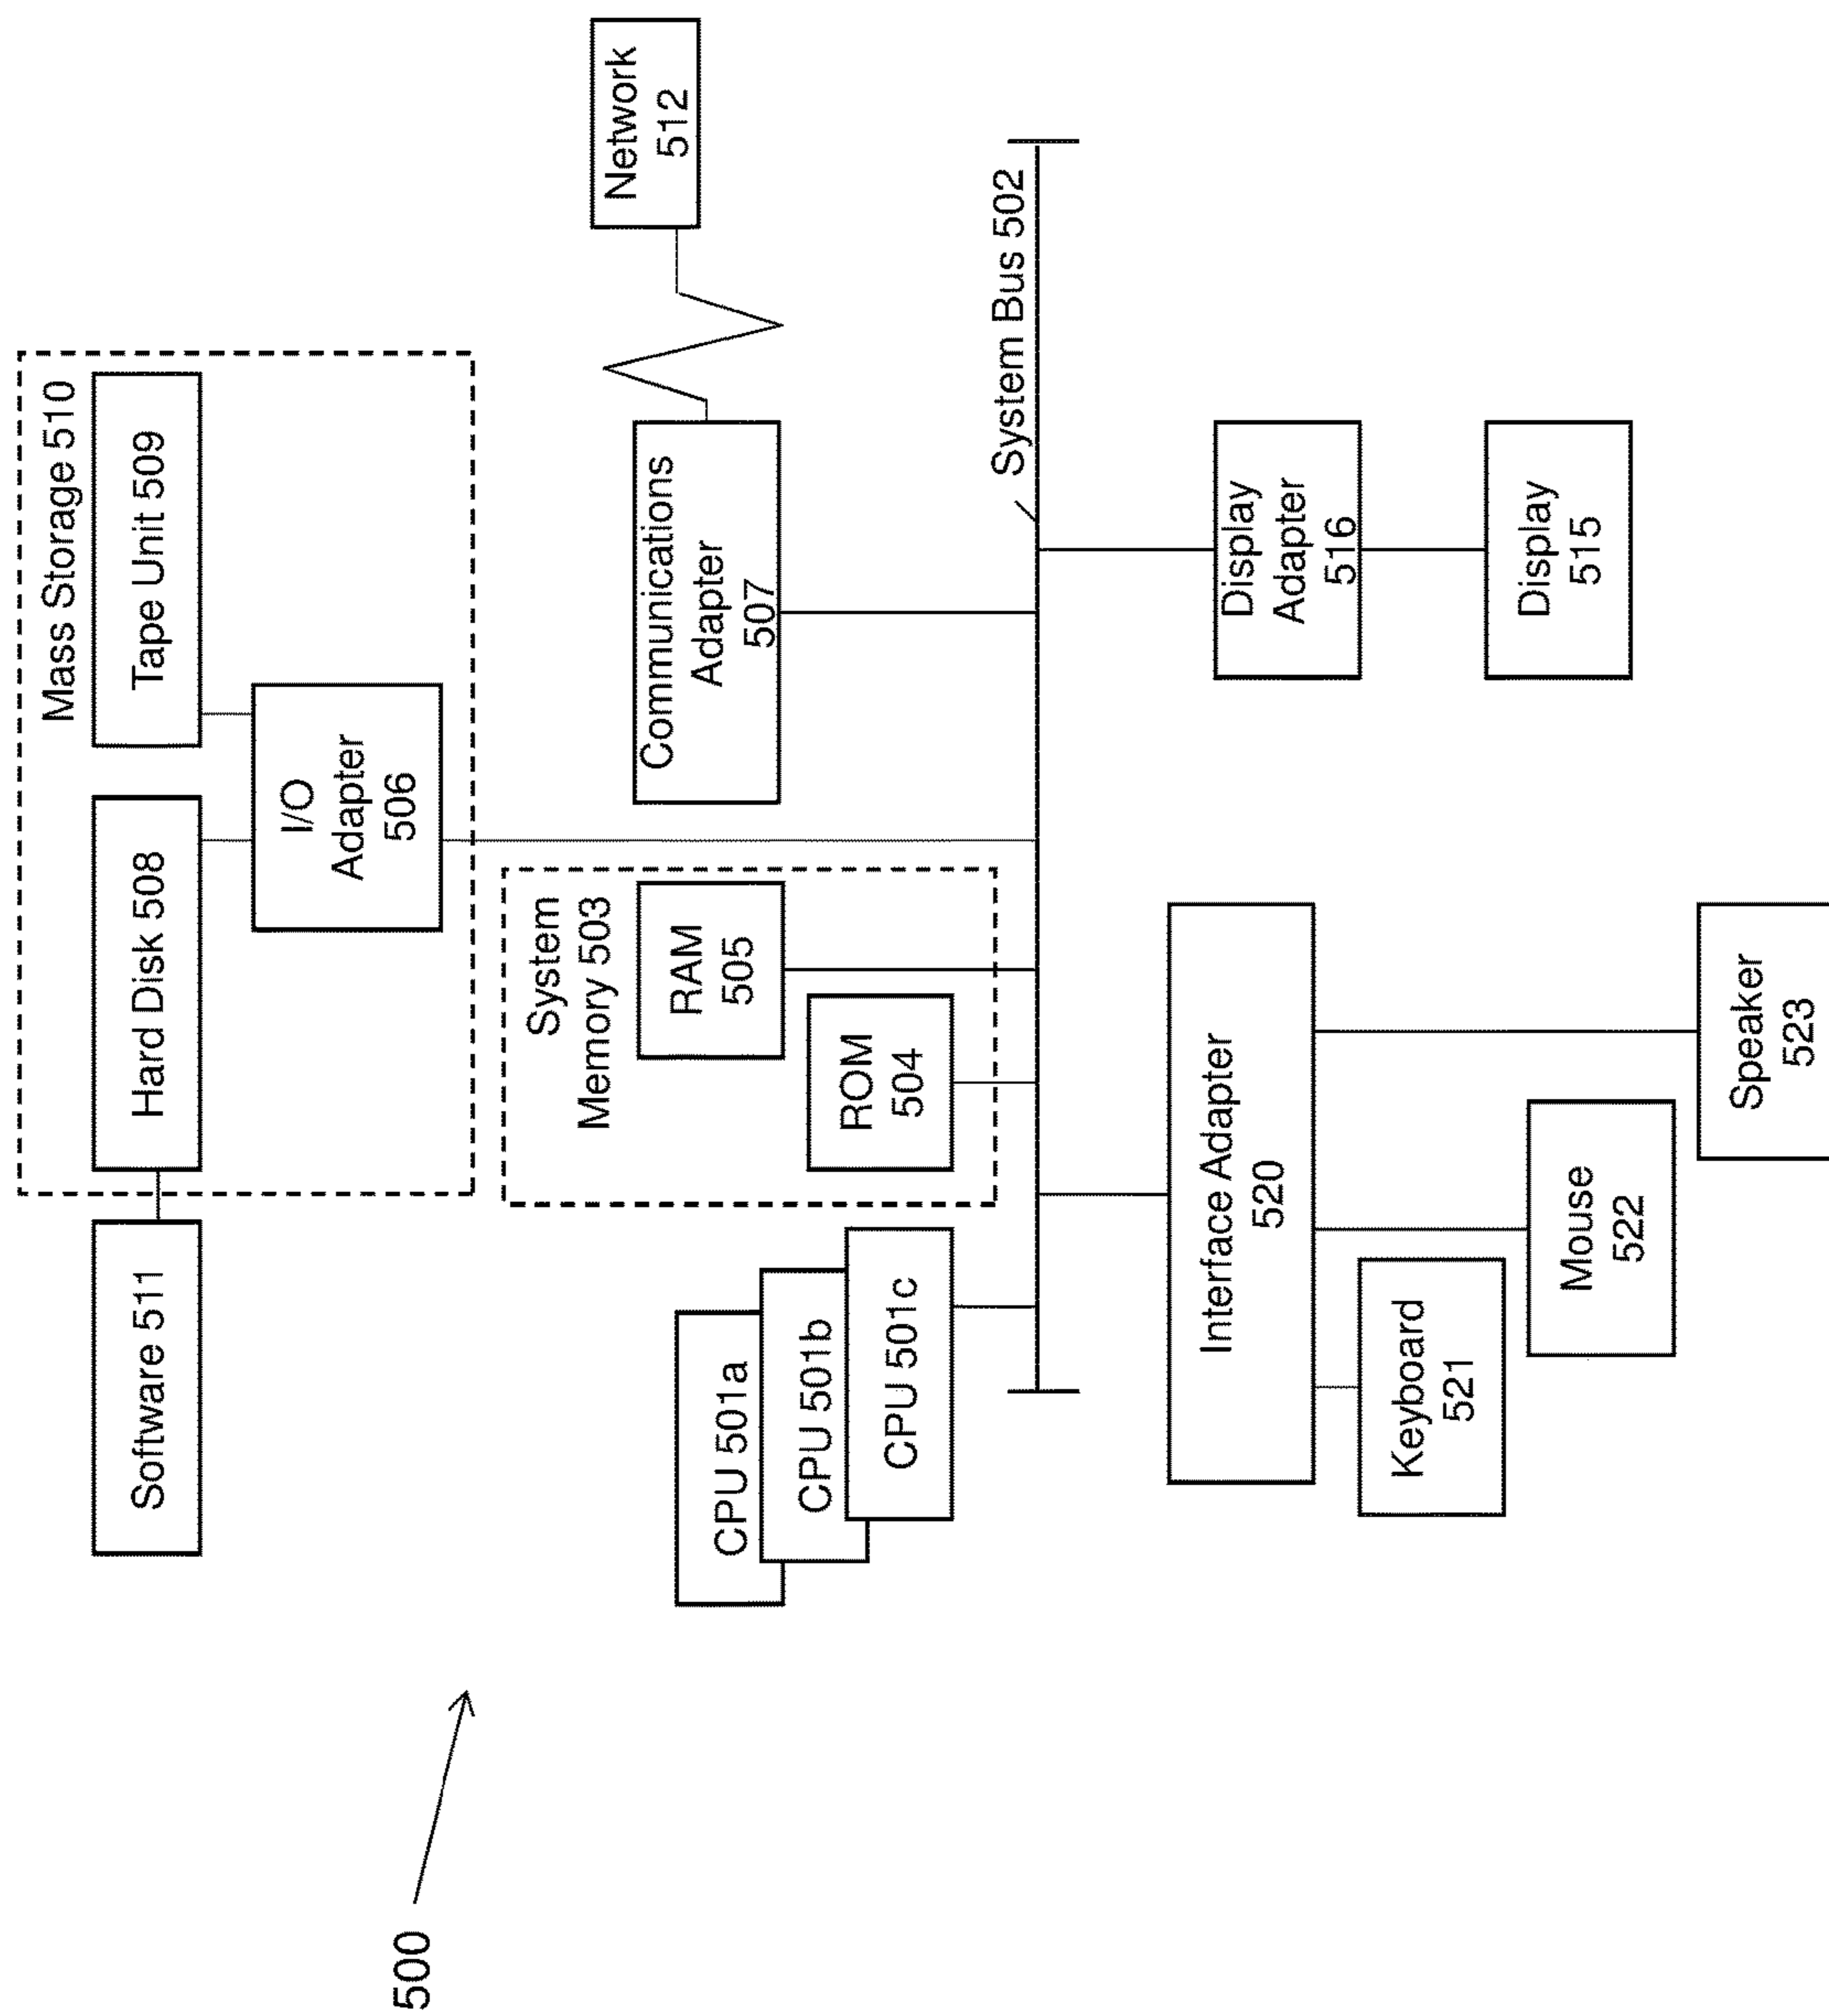 500
Software 511
Mass Storage 510
Hard Disk 508
Tape Unit 509
I/O
Adapter
506
System
Memory 503
RAM
505
ROM
504
CPU 501a
CPU 501b
CPU 501c
Communications
Adapter
507
Network
512
System Bus 502
Interface Adapter
520
Display
Adapter
516
Keyboard
521
Mouse
522
Speaker
523
Display
515